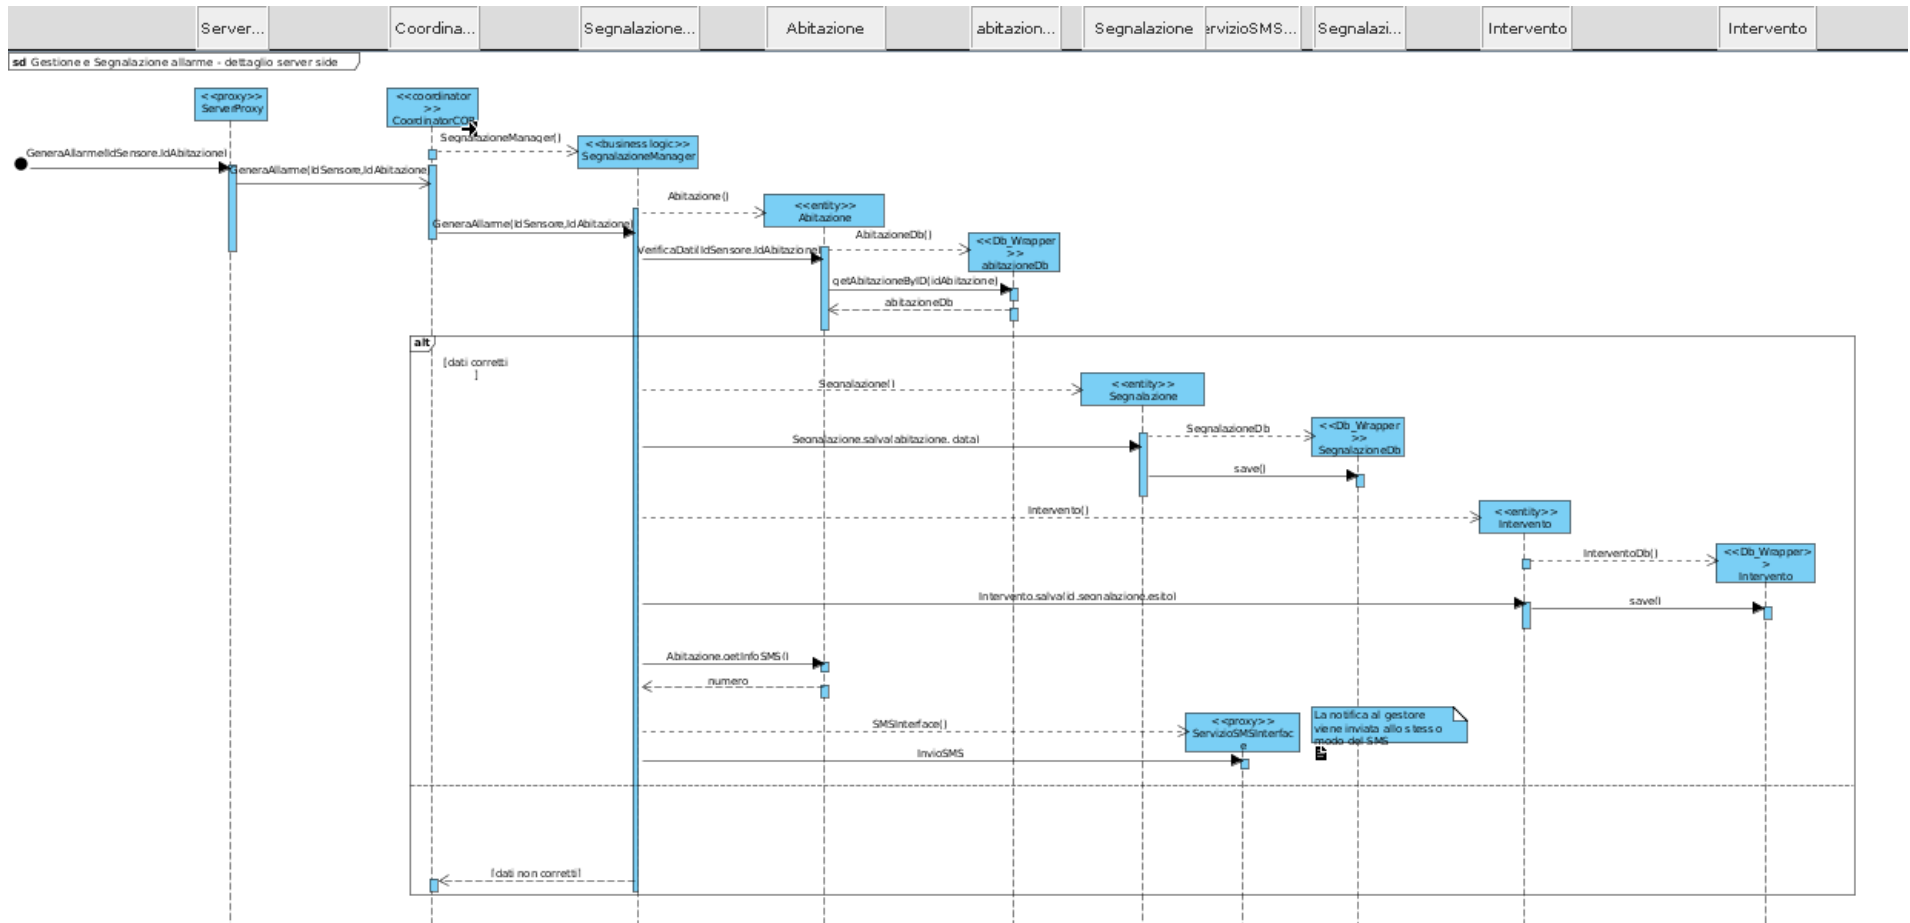 Server...
Coordina...
Segnalazione...
Abitazione
abitazion...
Segnalazione
ervizioSMS...
Segnalazi...
Intervento
Intervento
sd Gestione e Segnalazione allarme - dettaglio server side
<<proxy>>
ServerProxy
<<coordinator
>>
CoordinatorCOR
SegnalazioneManager()
<<business logic>>
SegnalazioneManager
GeneraAllarme(IdSensore,IdAbitazione)
GeneraAllarme(IdSensore,IdAbitazione)
Abitazione()
<<entity>>
Abitazione
GeneraAllarme(IdSensore,IdAbitazione)
AbitazioneDb()
<<Db_Wrapper
>>
abitazioneDb
VerificaDati(IdSensore,IdAbitazione)
getAbitazioneByID(idAbitazione)
abitazioneDb
alt
[dati corretti
]
Segnalazione()
<<entity>>
Segnalazione
SegnalazioneDb
<<Db_Wrapper
>>
SegnalazioneDb
Segnalazione.salva(abitazione, data)
save()
Intervento()
<<entity>>
Intervento
InterventoDb()
<<Db_Wrapper>
>
Intervento
Intervento.salva(id,segnalazione,esito)
save()
Abitazione.getInfoSMS()
numero
SMSInterface()
<<proxy>>
ServizioSMSInterfac
e
La notifica al gestore
viene inviata allo stesso
modo del SMS
InvioSMS
[dati non corretti]